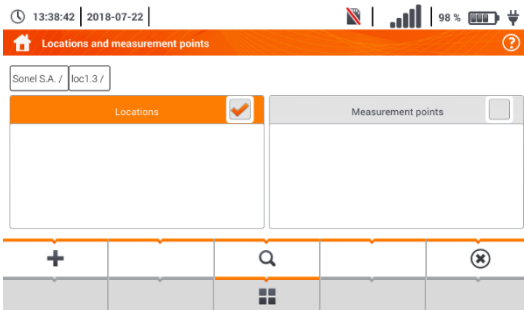 13:38:42 2018-07-22 98 %
Locations and measurement points
Sonel S.A. / loc1.3 /
Locations Measurement points